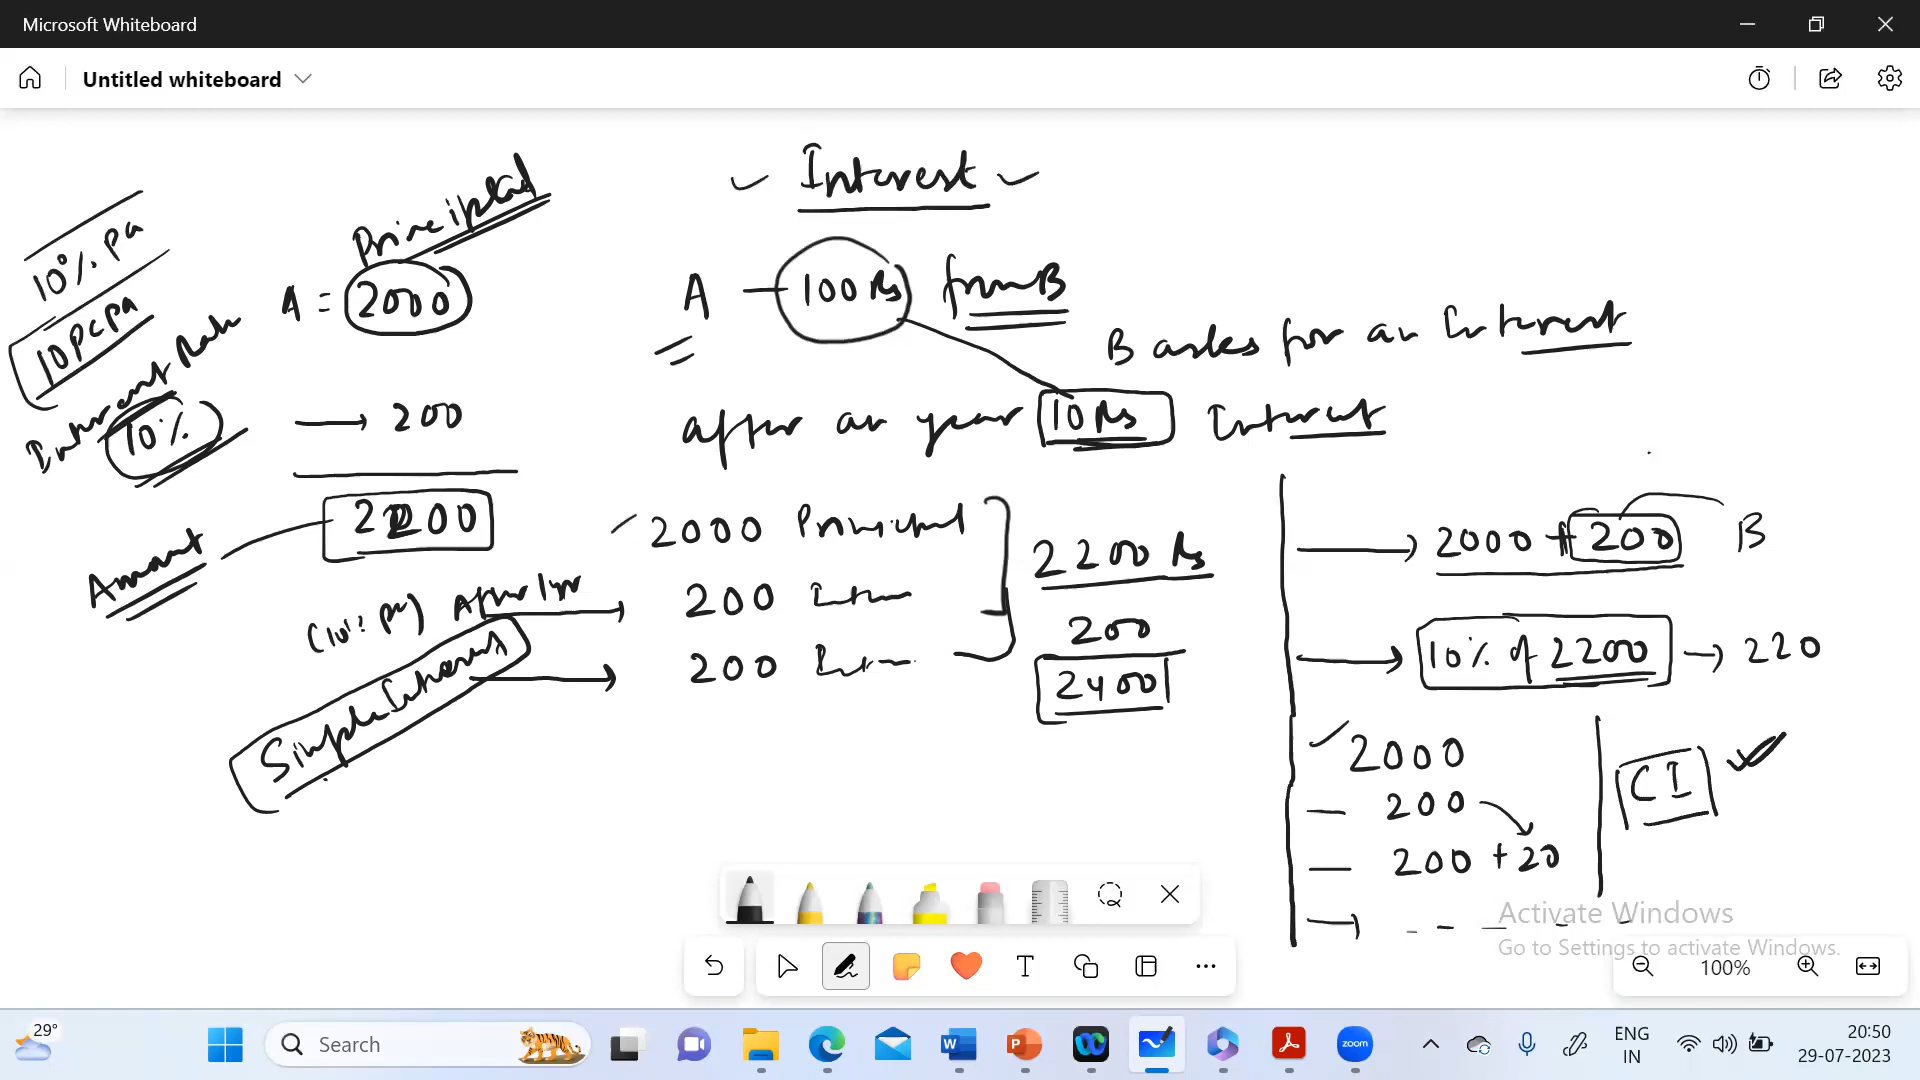 Microsoft Whiteboard
Untitled whiteboard
Interest
10% pa
10 pcpa
Interest Rate
10%
Principal
A = 2000
200
2200
Amount
A — 100 Rs from B
B asks for an Interest
after an year 10 Rs Interest
2000 Principal
200
200
2200 Rs
200
2400
(10% pa) After 1yr
Simple Interest
2000 + 200 B
10% of 2200 → 220
2000
200
200 + 20
CI
Activate Windows
Go to Settings to activate Windows.
100%
29°
Search
ENG
IN
20:50
29-07-2023
zoom